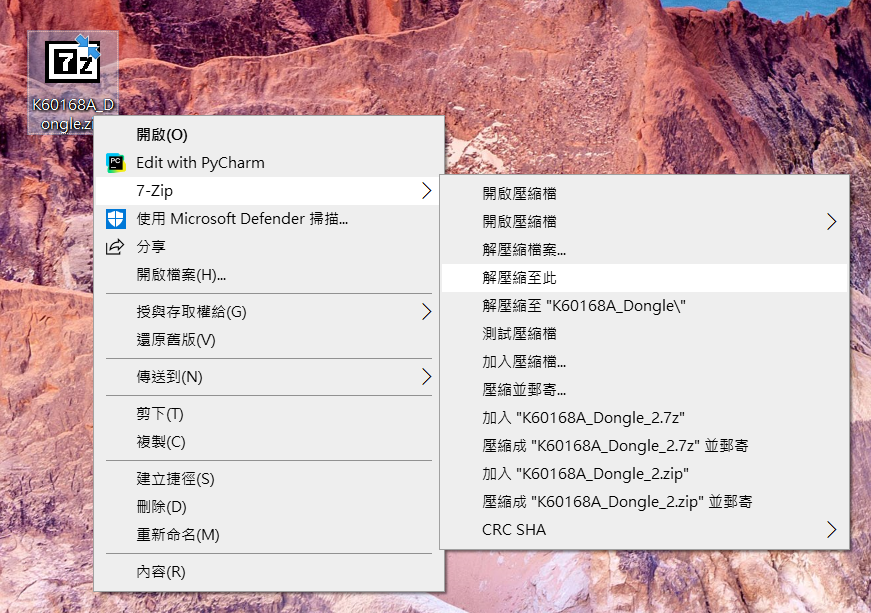 7z
K60168A_D
ongle.zi
開啟(O)
PC
Edit with PyCharm
7-Zip
使用 Microsoft Defender 掃描...
分享
開啟檔案(H)...
授與存取權給(G)
還原舊版(V)
傳送到(N)
剪下(T)
複製(C)
建立捷徑(S)
刪除(D)
重新命名(M)
內容(R)
開啟壓縮檔
開啟壓縮檔
解壓縮檔案...
解壓縮至此
解壓縮至 "K60168A_Dongle\"
測試壓縮檔
加入壓縮檔...
壓縮並郵寄...
加入 "K60168A_Dongle_2.7z"
壓縮成 "K60168A_Dongle_2.7z" 並郵寄
加入 "K60168A_Dongle_2.zip"
壓縮成 "K60168A_Dongle_2.zip" 並郵寄
CRC SHA